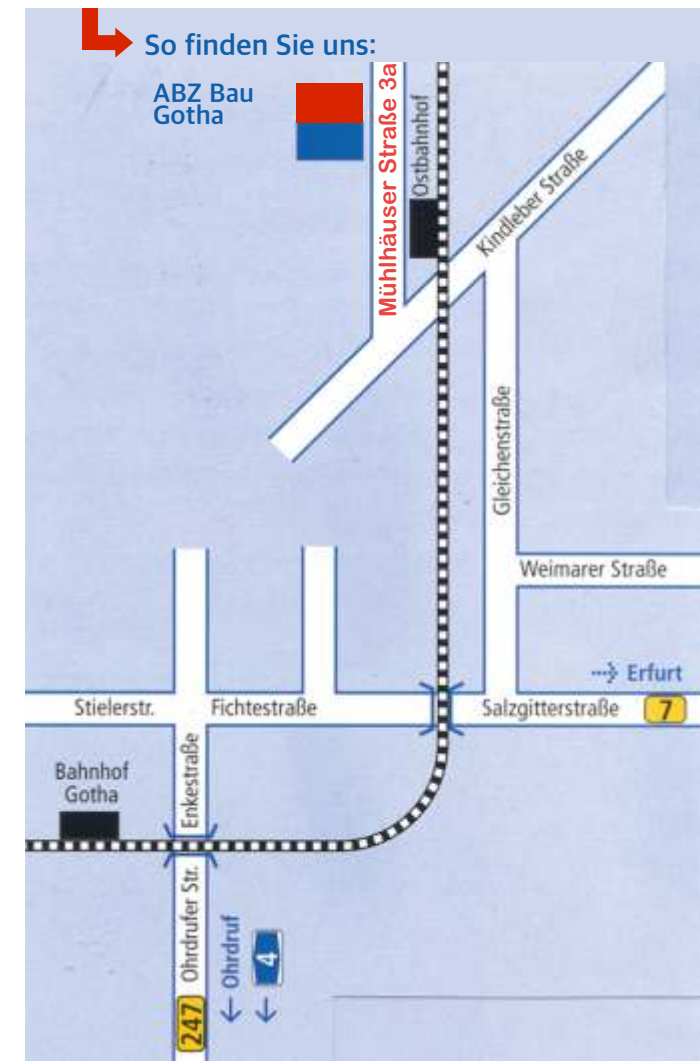 So finden Sie uns:
ABZ Bau
Gotha
Mühlhäuser Straße 3a
Ostbahnhof
Kindleber Straße
Gleichenstraße
Weimarer Straße
Erfurt
Stielerstr.
Fichtestraße
Salzgitterstraße
7
Bahnhof
Gotha
Enkestraße
Ohrdrufer Str.
Ohrdruf
4
247